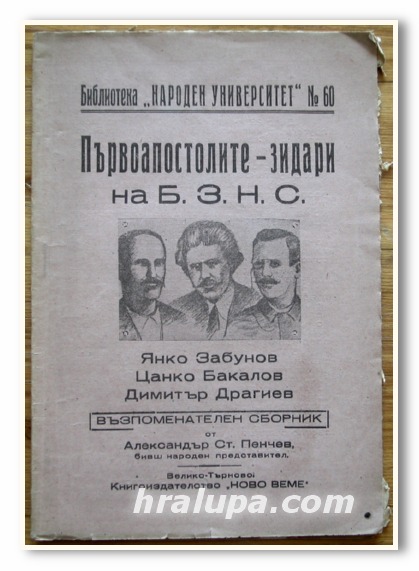 Библиотека „НАРОДЕН УНИВЕРСИТЕТ“ № 60
Първоапостолите – зидари
на Б. З. Н. С.
Янко Забунов
Цанко Бакалов
Димитър Драгиев
ВЪЗПОМЕНАТЕЛЕН СБОРНИК
от
Александър Ст. Пенчев,
бивш народен представител.
Велико-Търново:
Книгоиздателство „НОВО ВЕМЕ“
hralupa.com